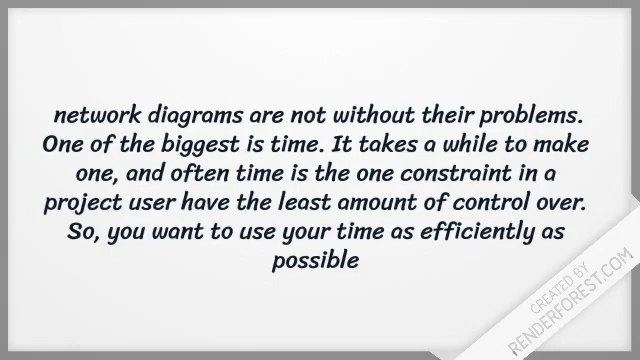 network diagrams are not without their problems.
One of the biggest is time. It takes a while to make
one, and often time is the one constraint in a
project user have the least amount of control over.
So, you want to use your time as efficiently as
possible
CREATED BY
RENDERFOREST.COM